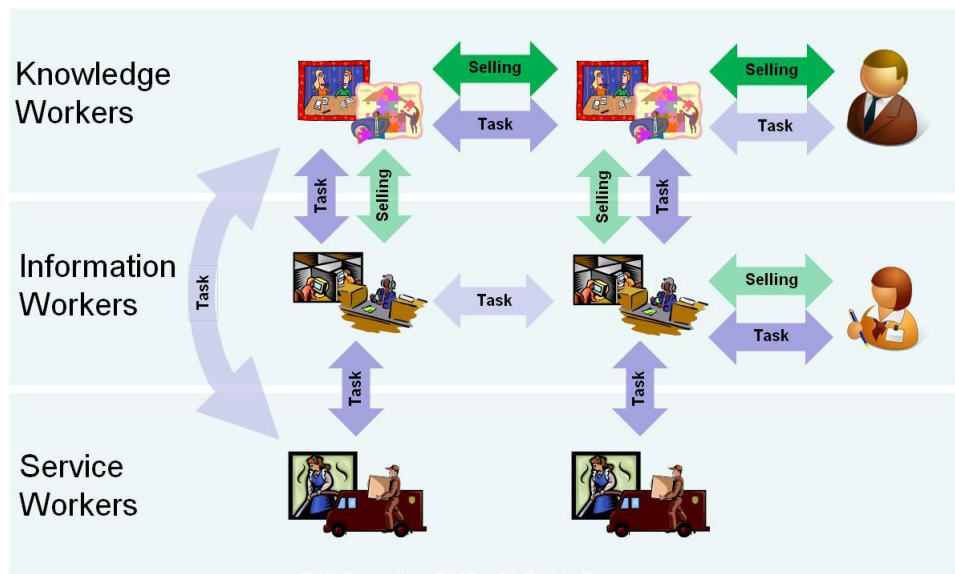 Knowledge
Workers
Selling
Task
Selling
Task
Task
Selling
Selling
Task
Task
Information
Workers
Task
Selling
Task
Task
Task
Service
Workers